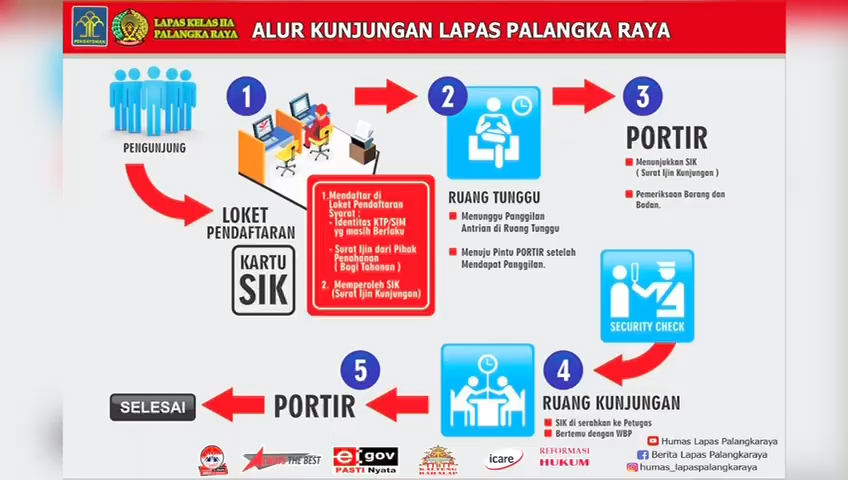 PENGAYOMAN
LAPAS KELAS IIA
PALANGKA RAYA
ALUR KUNJUNGAN LAPAS PALANGKA RAYA
PENGUNJUNG
1
LOKET
PENDAFTARAN
KARTU
SIK
1.Mendaftar di
Loket Pendaftaran
Syarat :
- Identitas KTP/SIM
yg masih Berlaku
- Surat Ijin dari Pihak
Penahanan
( Bagi Tahanan )
2. Memperoleh SIK
(Surat Ijin Kunjungan)
2
RUANG TUNGGU
Menunggu Panggilan
Antrian di Ruang Tunggu
Menuju Pintu PORTIR setelah
Mendapat Panggilan.
3
PORTIR
Menunjukkan SIK
( Surat Ijin Kunjungan )
Pemeriksaan Barang dan
Badan.
SECURITY CHECK
4
RUANG KUNJUNGAN
SIK di serahkan ke Petugas
Bertemu dengan WBP
5
PORTIR
SELESAI
THE BEST
e-gov
PASTI Nyata
icare
REFORMASI
HUKUM
Humas Lapas Palangkaraya
Berita Lapas Palangkaraya
humas_lapaspalangkaraya